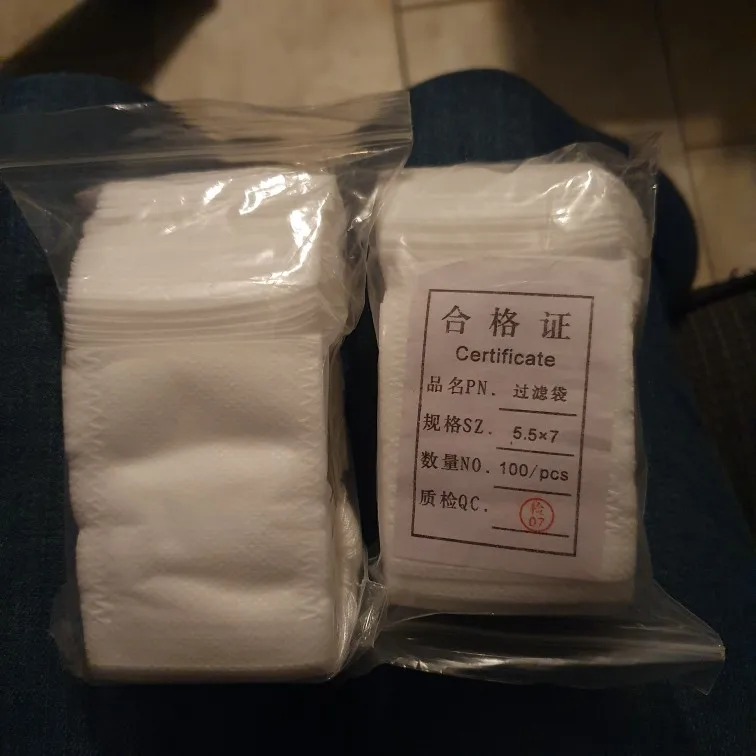 合格证
Certificate
品名PN. 过滤袋
规格SZ. 5.5×7
数量NO. 100/pcs
质检QC. 检
07